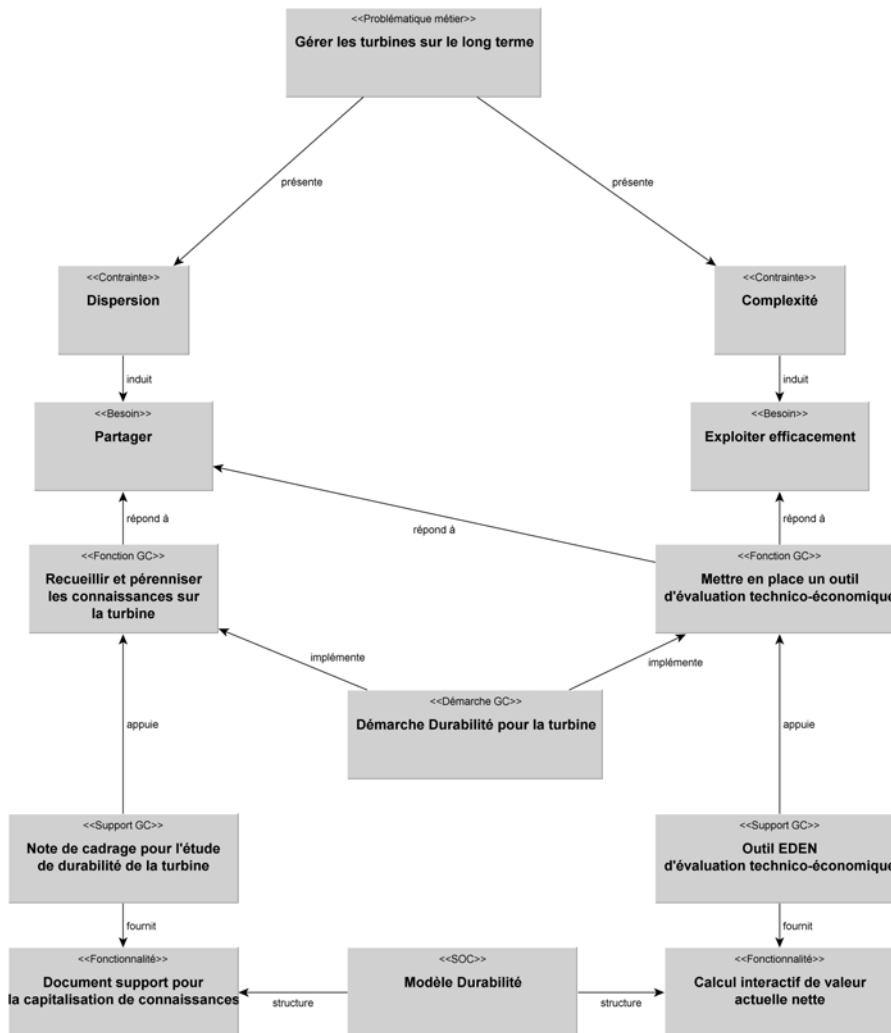 <<Problématique métier>>
Gérer les turbines sur le long terme
présente
présente
<<Contrainte>>
Dispersion
<<Contrainte>>
Complexité
induit
induit
<<Besoin>>
Partager
<<Besoin>>
Exploiter efficacement
répond à
répond à
répond à
<<Fonction GC>>
Recueillir et pérenniser
les connaissances sur
la turbine
<<Fonction GC>>
Mettre en place un outil
d'évaluation technico-économique
implémente
implémente
<<Démarche GC>>
Démarche Durabilité pour la turbine
appuie
appuie
<<Support GC>>
Note de cadrage pour l'étude
de durabilité de la turbine
<<Support GC>>
Outil EDEN
d'évaluation technico-économique
fournit
fournit
<<Fonctionnalité>>
Document support pour
la capitalisation de connaissances
<<SOC>>
Modèle Durabilité
<<Fonctionnalité>>
Calcul interactif de valeur
actuelle nette
structure
structure